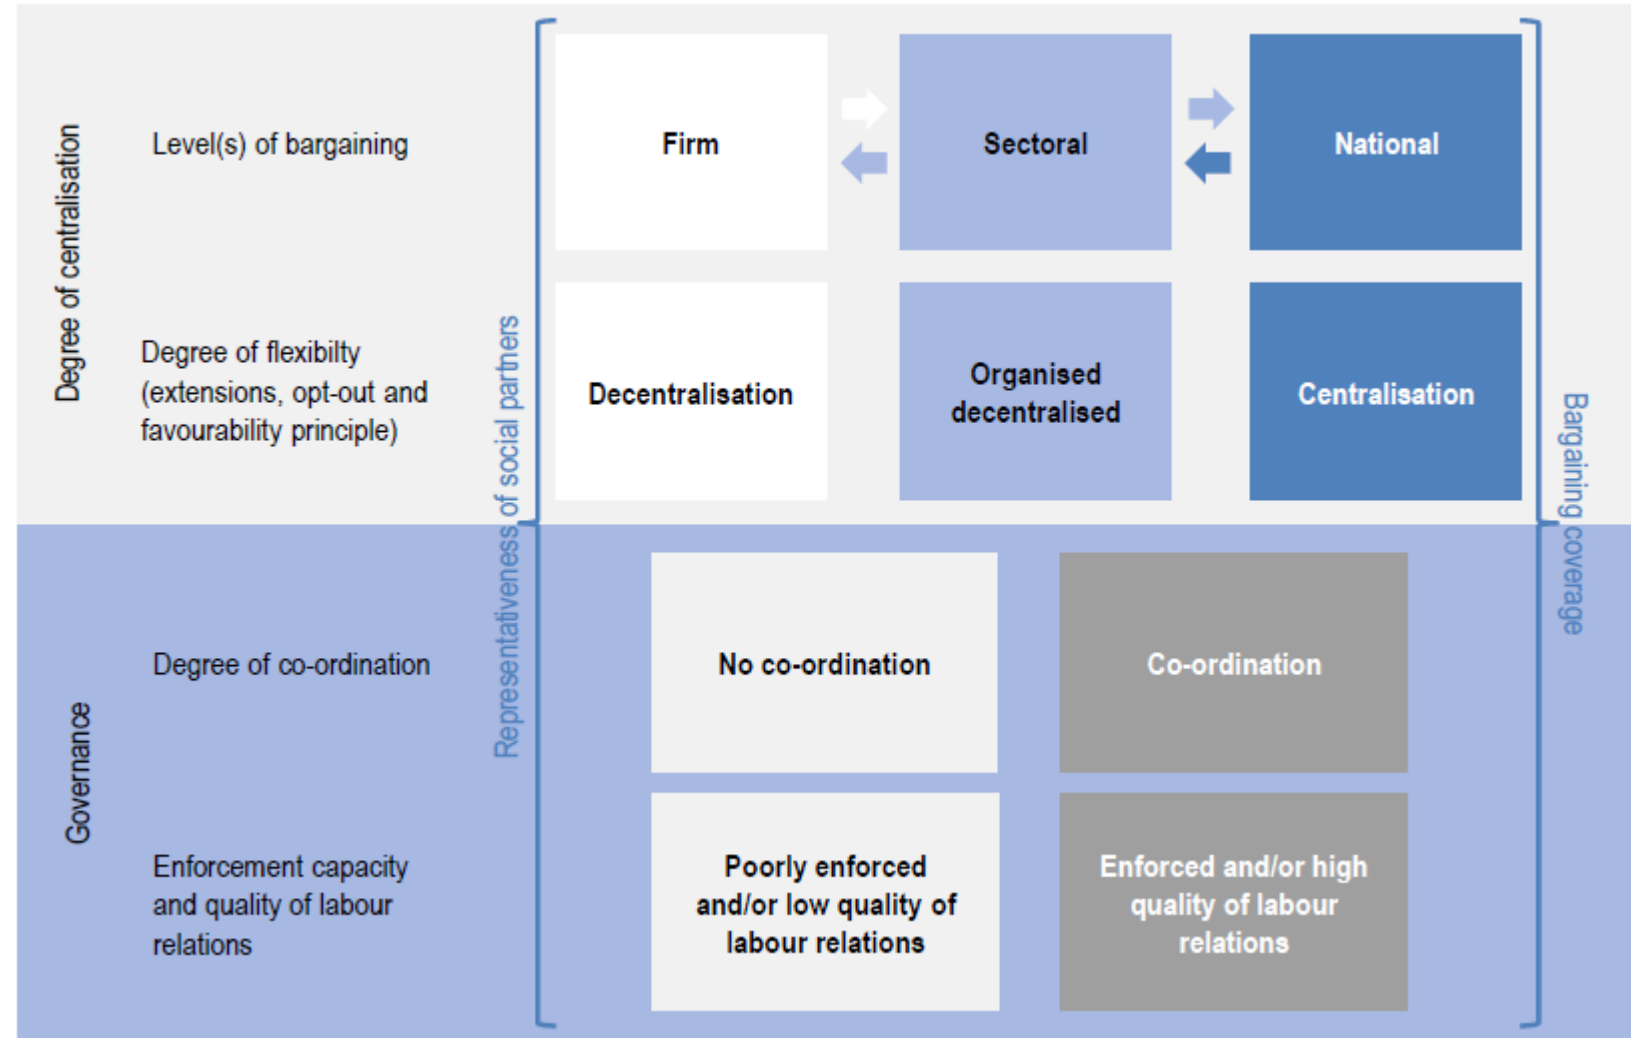 Degree of centralisation
Level(s) of bargaining
Firm
Sectoral
National
Degree of flexibilty
(extensions, opt-out and
favourability principle)
Decentralisation
Organised
decentralised
Centralisation
Representativeness of social partners
Bargaining coverage
Governance
Degree of co-ordination
No co-ordination
Co-ordination
Enforcement capacity
and quality of labour
relations
Poorly enforced
and/or low quality of
labour relations
Enforced and/or high
quality of labour
relations